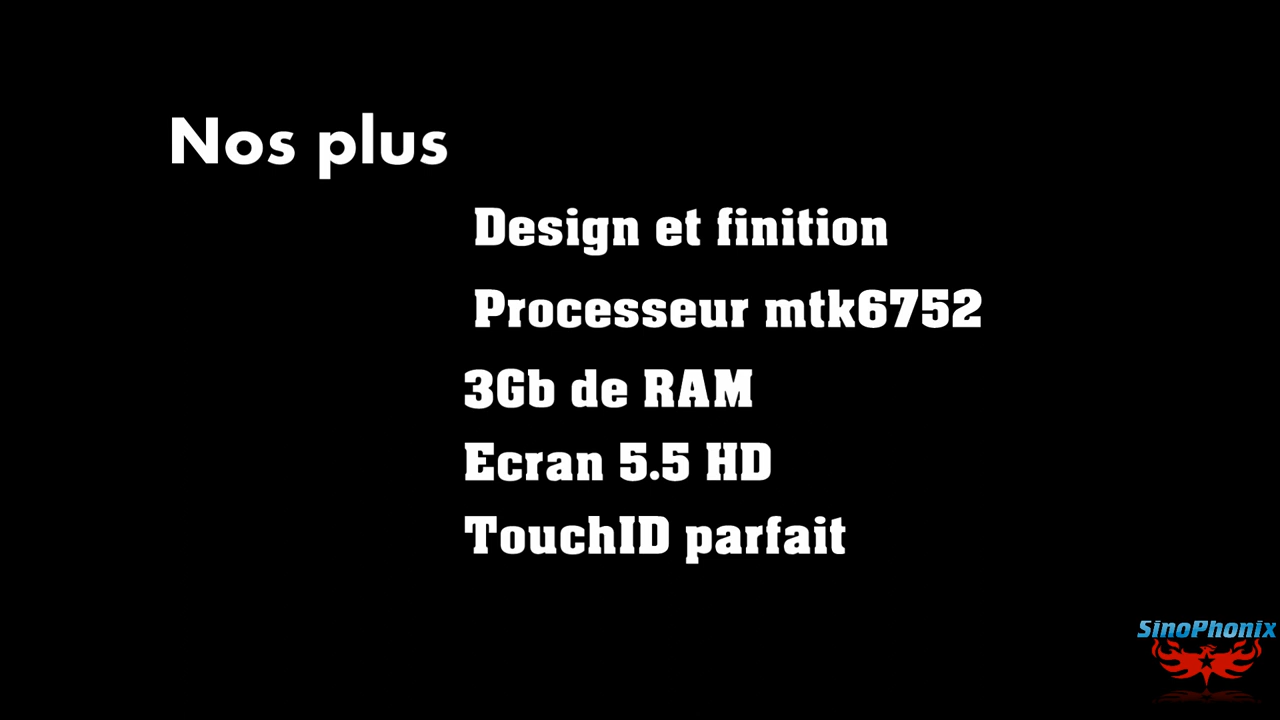 Nos plus
Design et finition
Processeur mtk6752
3Gb de RAM
Ecran 5.5 HD
TouchID parfait
SinoPhonix